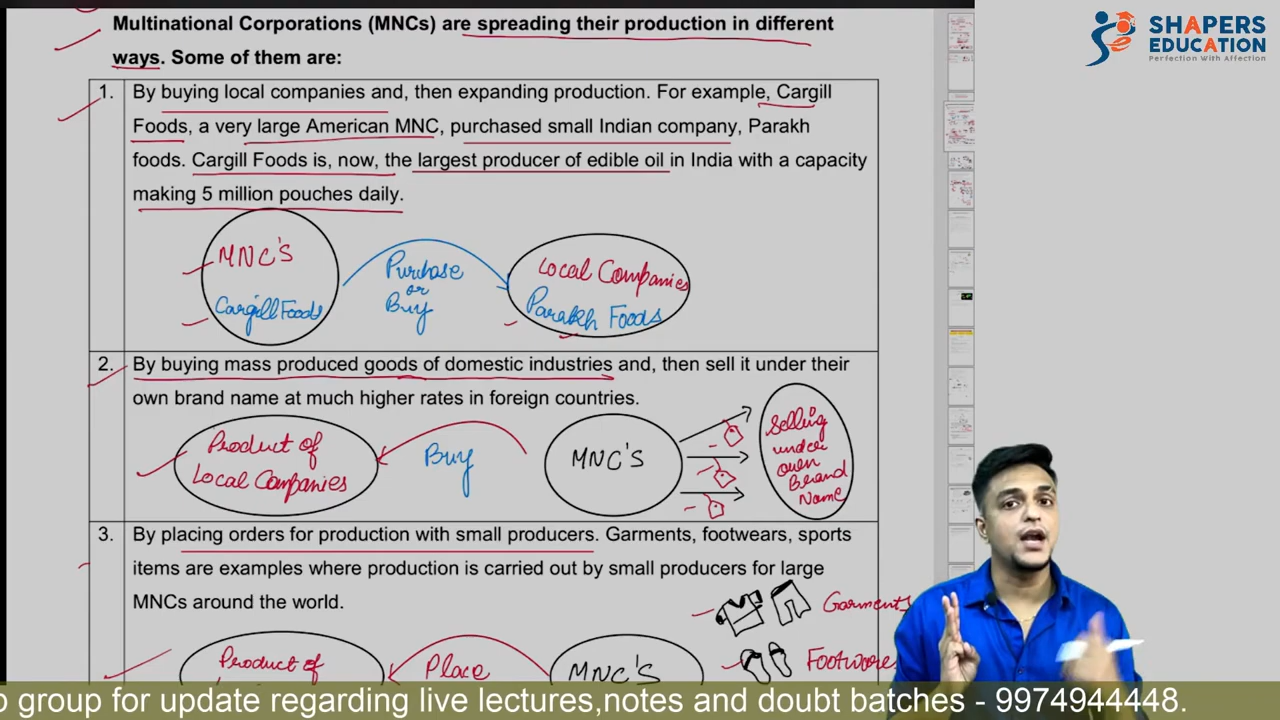 Multinational Corporations (MNCs) are spreading their production in different
ways. Some of them are:
SHAPERS
EDUCATION
Perfection With Affection
1. By buying local companies and, then expanding production. For example, Cargill
Foods, a very large American MNC, purchased small Indian company, Parakh
foods. Cargill Foods is, now, the largest producer of edible oil in India with a capacity
making 5 million pouches daily.
MNC'S
Cargill Foods
Purchase
or
Buy
Local Companies
Parakh Foods
2. By buying mass produced goods of domestic industries and, then sell it under their
own brand name at much higher rates in foreign countries.
Product of
Local Companies
Buy
MNC'S
Selling
under
own
Brand
Name
3. By placing orders for production with small producers. Garments, footwears, sports
items are examples where production is carried out by small producers for large
MNCs around the world.
Garments
Product of
Place
MNC'S
Footware
group for update regarding live lectures,notes and doubt batches - 9974944448.